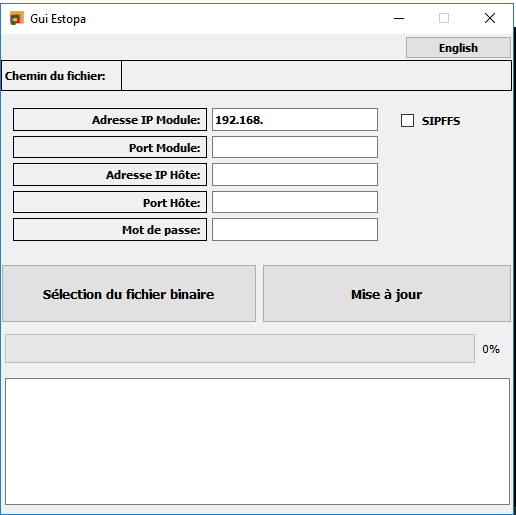 Gui Estopa
English
Chemin du fichier:
Adresse IP Module: 192.168. SIPFFS
Port Module:
Adresse IP Hôte:
Port Hôte:
Mot de passe:
Sélection du fichier binaire Mise à jour
0%